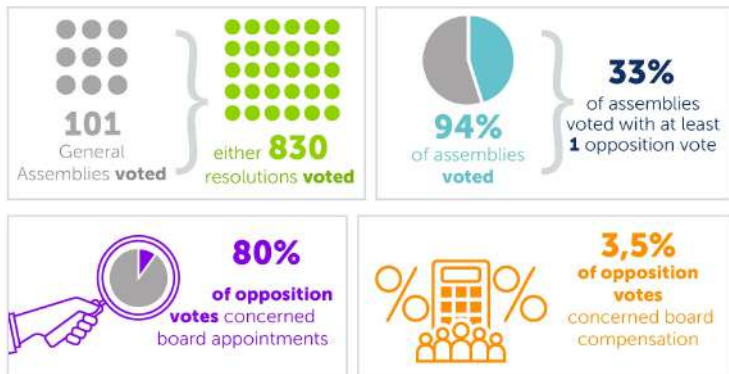 101
General
Assemblies voted
either 830
resolutions voted
94%
of assemblies
voted
33%
of assemblies
voted with at least
1 opposition vote
80%
of opposition
votes concerned
board appointments
% %
3,5%
of opposition
votes
concerned board
compensation